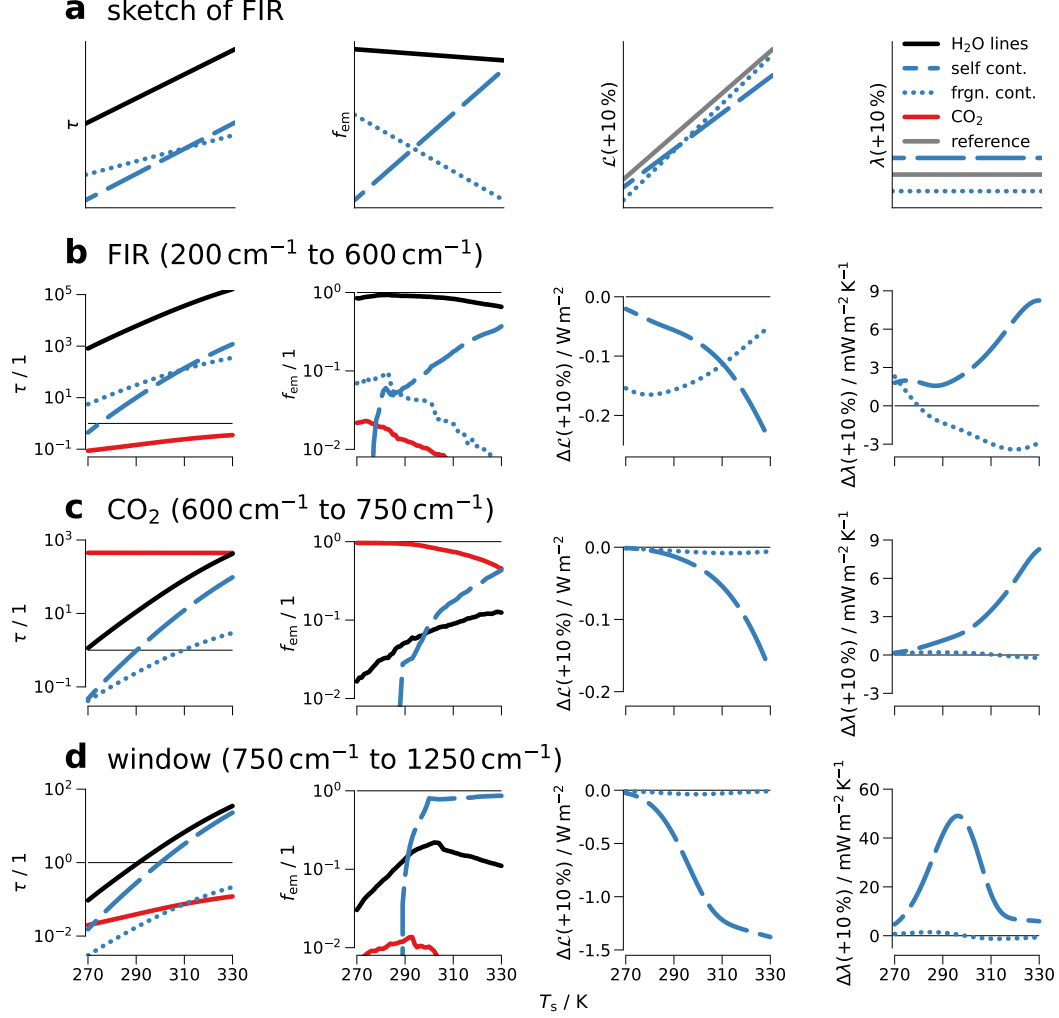 a sketch of FIR
τ
f_em
ℒ(+10 %)
λ(+10 %)
H₂O lines
self cont.
frgn. cont.
CO₂
reference
b FIR (200 cm⁻¹ to 600 cm⁻¹)
τ / 1
10⁵
10³
10¹
10⁻¹
f_em / 1
10⁰
10⁻¹
10⁻²
Δℒ(+10 %) / W m⁻²
0.0
-0.1
-0.2
Δλ(+10 %) / mW m⁻² K⁻¹
9
6
3
0
-3
c CO₂ (600 cm⁻¹ to 750 cm⁻¹)
τ / 1
10³
10¹
10⁻¹
f_em / 1
10⁰
10⁻¹
10⁻²
Δℒ(+10 %) / W m⁻²
0.0
-0.1
-0.2
Δλ(+10 %) / mW m⁻² K⁻¹
9
6
3
0
-3
d window (750 cm⁻¹ to 1250 cm⁻¹)
τ / 1
10²
10⁰
10⁻²
270 290 310 330
f_em / 1
10⁰
10⁻¹
10⁻²
270 290 310 330
Δℒ(+10 %) / W m⁻²
0.0
-0.5
-1.0
-1.5
270 290 310 330
Δλ(+10 %) / mW m⁻² K⁻¹
60
40
20
0
270 290 310 330
T_s / K